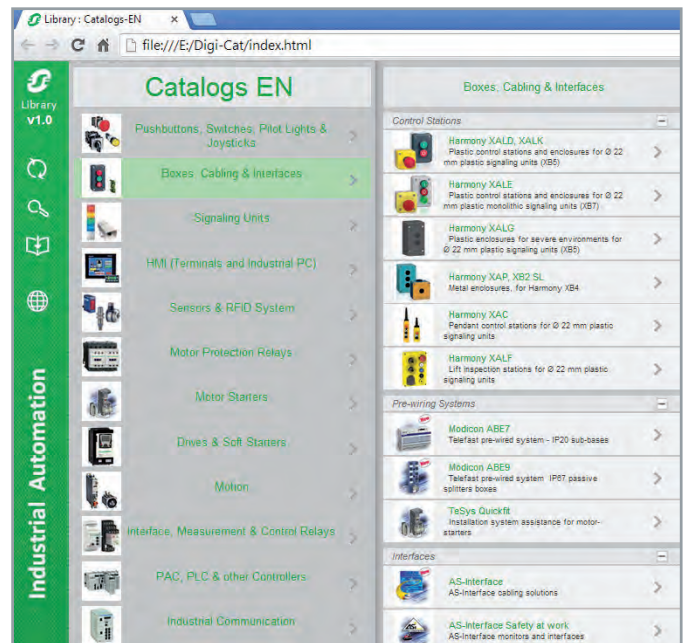 Library : Catalogs-EN
file:///E:/Digi-Cat/index.html
Library
v1.0
Industrial Automation
Catalogs EN
Pushbuttons, Switches, Pilot Lights &
Joysticks
Boxes, Cabling & Interfaces
Signaling Units
HMI (Terminals and Industrial PC)
Sensors & RFID System
Motor Protection Relays
Motor Starters
Drives & Soft Starters
Motion
Interface, Measurement & Control Relays
PAC, PLC & other Controllers
Industrial Communication
Boxes, Cabling & Interfaces
Control Stations
Harmony XALD, XALK
Plastic control stations and enclosures for Ø 22
mm plastic signaling units (XB5)
Harmony XALE
Plastic control stations and enclosures for Ø 22
mm plastic monolithic signaling units (XB7)
Harmony XALG
Plastic enclosures for severe environments for
Ø 22 mm plastic signaling units (XB5)
Harmony XAP, XB2 SL
Metal enclosures, for Harmony XB4
Harmony XAC
Pendant control stations for Ø 22 mm plastic
signaling units
Harmony XALF
Lift inspection stations for Ø 22 mm plastic
signaling units
Pre-wiring Systems
Modicon ABE7
Telefast pre-wired system - IP20 sub-bases
Modicon ABE9
Telefast pre-wired system IP67 passive
splitters boxes
TeSys Quickfit
Installation system assistance for motor-
starters
Interfaces
AS-Interface
AS-Interface cabling solutions
AS-Interface Safety at work
AS-Interface monitors and interfaces